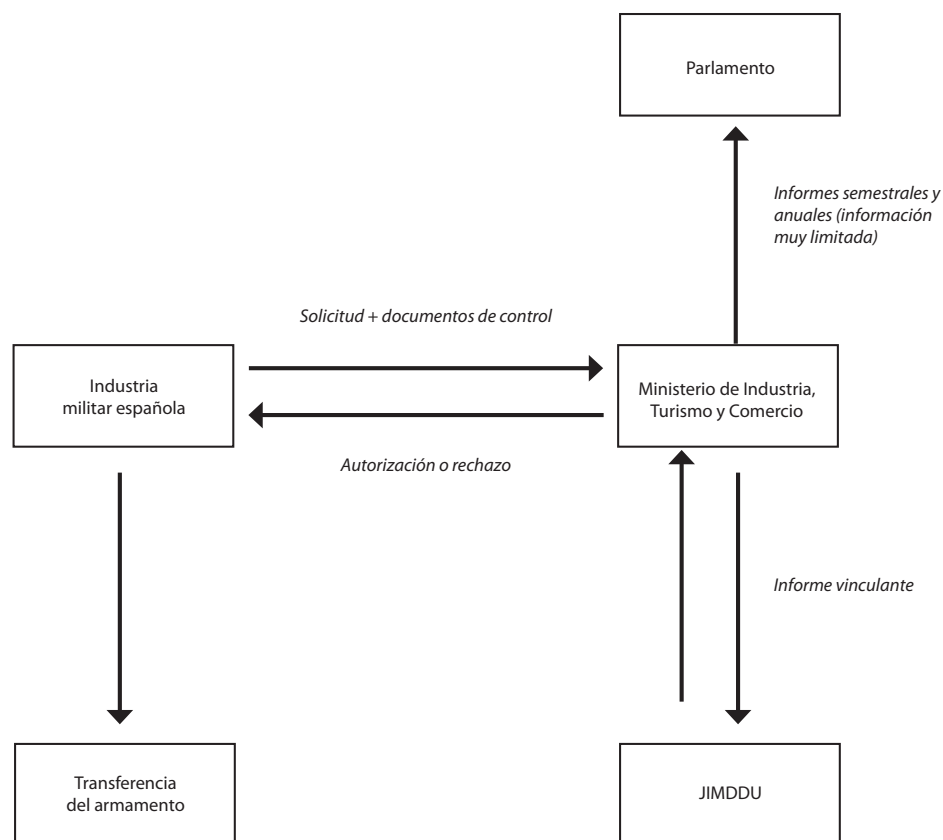 Parlamento
Informes semestrales y
anuales (información
muy limitada)
Solicitud + documentos de control
Industria
militar española
Ministerio de Industria,
Turismo y Comercio
Autorización o rechazo
Informe vinculante
Transferencia
del armamento
JIMDDU